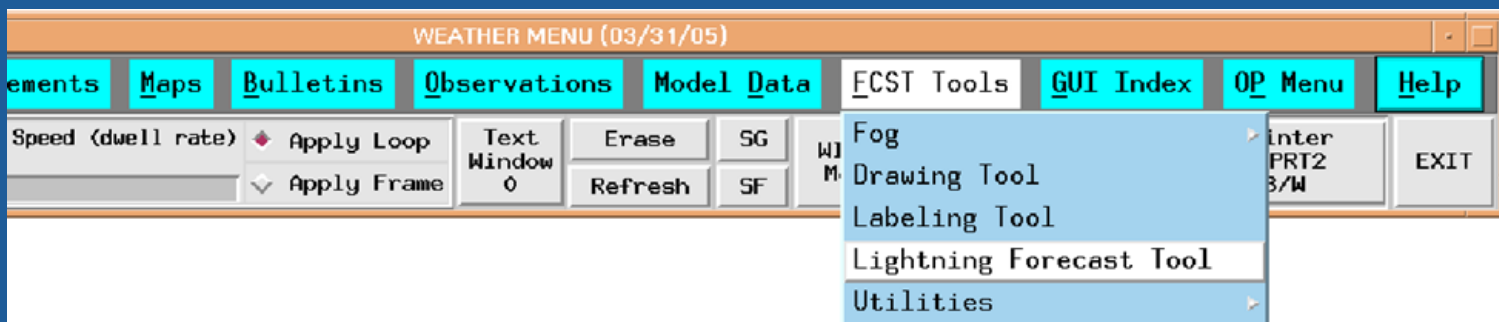 WEATHER MENU (03/31/05)
ements Maps Bulletins Observations Model Data FCST Tools GUI Index OP Menu Help
Speed (dwell rate)
Apply Loop
Apply Frame
Text
Window
0
Erase
Refresh
SG
SF
Fog
Drawing Tool
Labeling Tool
Lightning Forecast Tool
Utilities
inter
PRT2
/W
EXIT